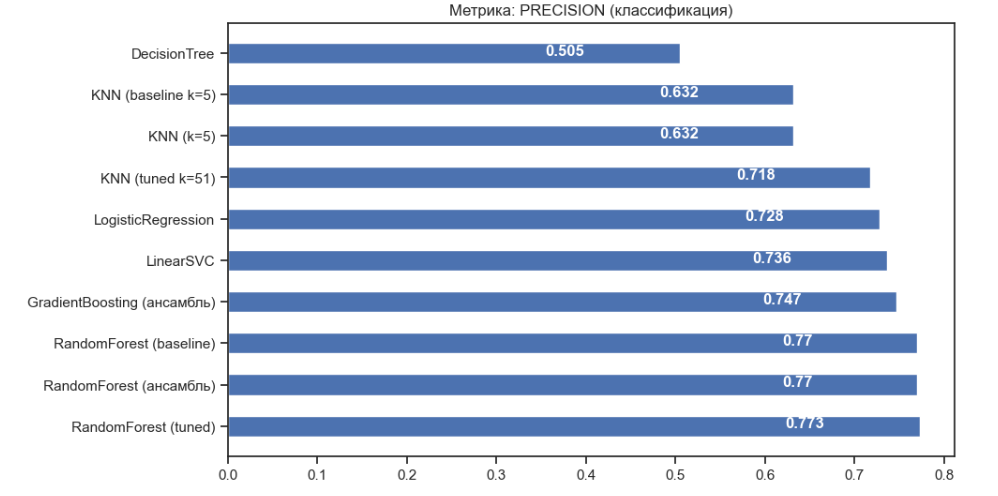 Метрика: PRECISION (классификация)
DecisionTree 0.505
KNN (baseline k=5) 0.632
KNN (k=5) 0.632
KNN (tuned k=51) 0.718
LogisticRegression 0.728
LinearSVC 0.736
GradientBoosting (ансамбль) 0.747
RandomForest (baseline) 0.77
RandomForest (ансамбль) 0.77
RandomForest (tuned) 0.773
0.0 0.1 0.2 0.3 0.4 0.5 0.6 0.7 0.8